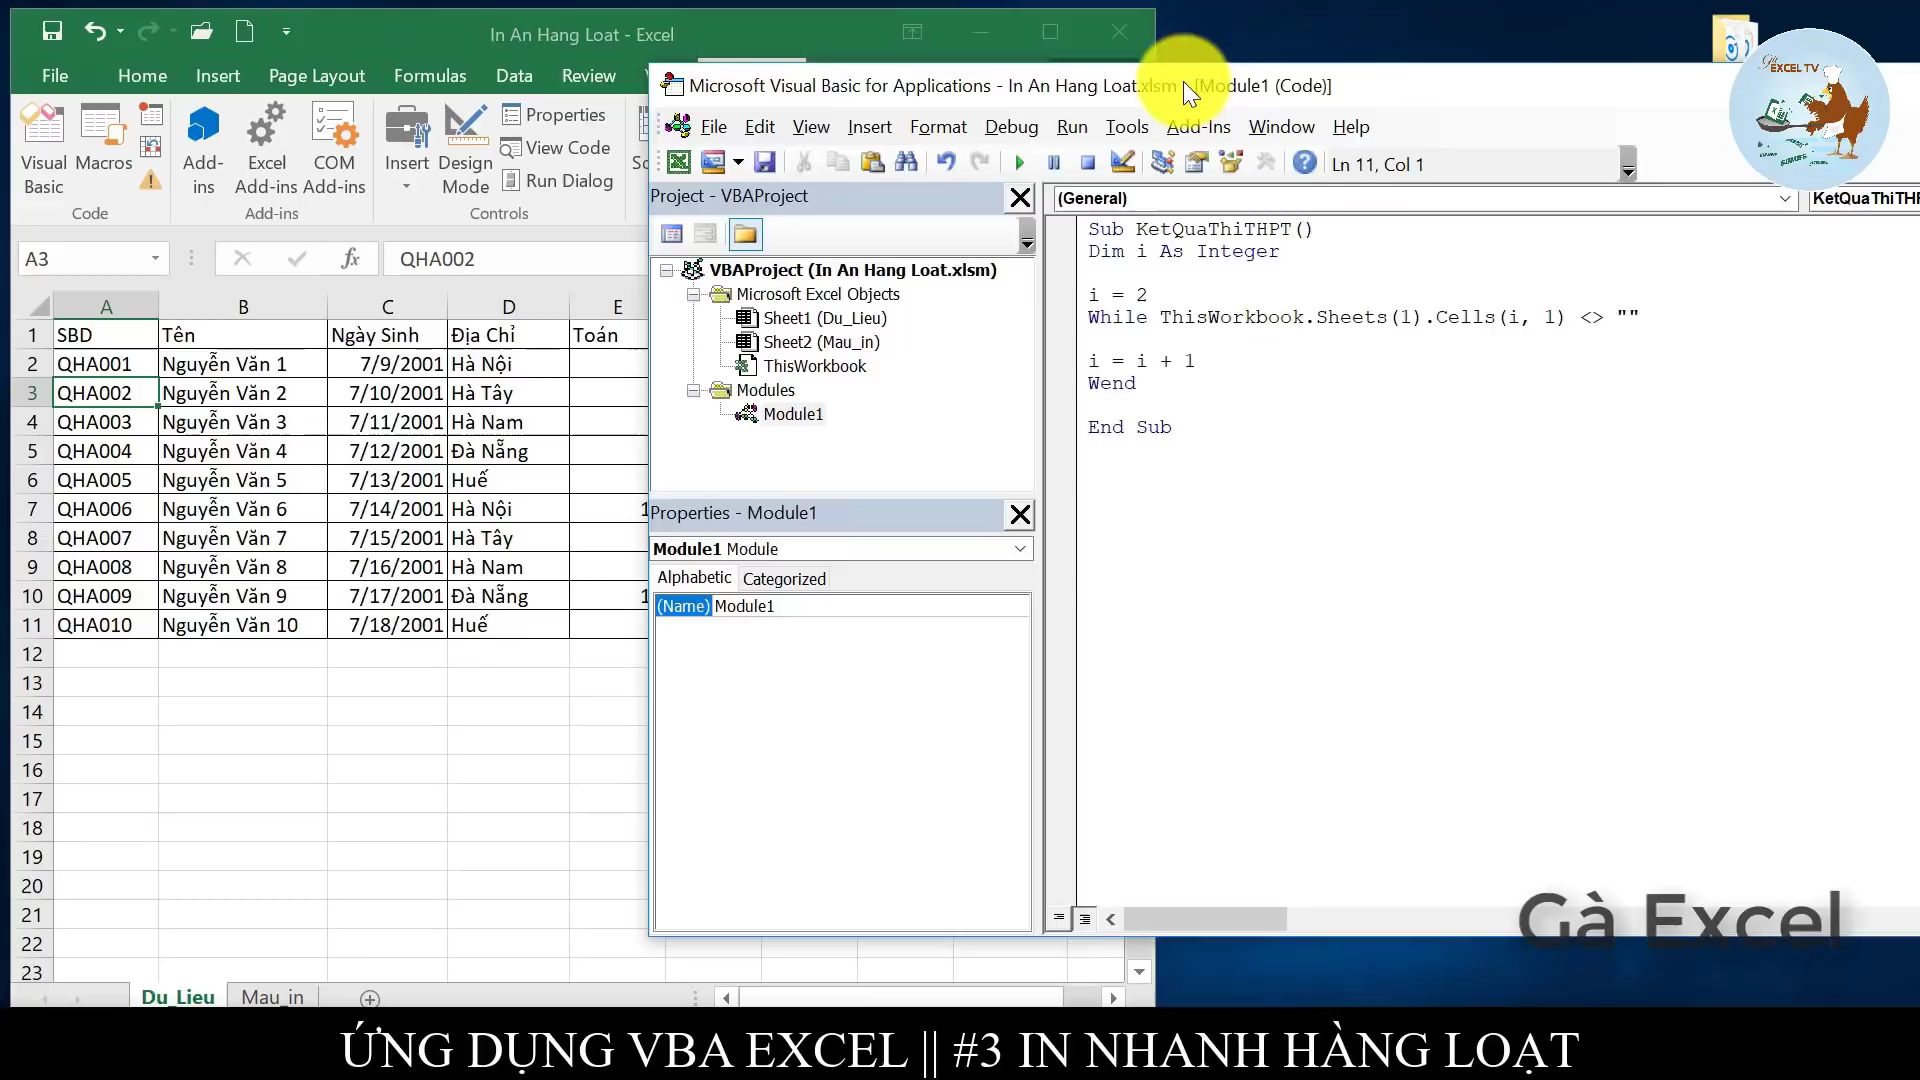 In An Hang Loat - Excel
File Home Insert Page Layout Formulas Data Review
Visual Basic
Macros
Add-ins
Excel Add-ins
COM Add-ins
Insert
Design Mode
Properties
View Code
Run Dialog
Code Add-ins Controls
A3 fx QHA002
A B C D E
1 SBD Tên Ngày Sinh Địa Chỉ Toán
2 QHA001 Nguyễn Văn 1 7/9/2001 Hà Nội
3 QHA002 Nguyễn Văn 2 7/10/2001 Hà Tây
4 QHA003 Nguyễn Văn 3 7/11/2001 Hà Nam
5 QHA004 Nguyễn Văn 4 7/12/2001 Đà Nẵng
6 QHA005 Nguyễn Văn 5 7/13/2001 Huế
7 QHA006 Nguyễn Văn 6 7/14/2001 Hà Nội 1
8 QHA007 Nguyễn Văn 7 7/15/2001 Hà Tây
9 QHA008 Nguyễn Văn 8 7/16/2001 Hà Nam
10 QHA009 Nguyễn Văn 9 7/17/2001 Đà Nẵng 1
11 QHA010 Nguyễn Văn 10 7/18/2001 Huế
12
13
14
15
16
17
18
19
20
21
22
23
Du_Lieu Mau_in
Microsoft Visual Basic for Applications - In An Hang Loat.xlsm - [Module1 (Code)]
File Edit View Insert Format Debug Run Tools Add-Ins Window Help
Ln 11, Col 1
Project - VBAProject
VBAProject (In An Hang Loat.xlsm)
Microsoft Excel Objects
Sheet1 (Du_Lieu)
Sheet2 (Mau_in)
ThisWorkbook
Modules
Module1
Properties - Module1
Module1 Module
Alphabetic Categorized
(Name) Module1
(General) KetQuaThiTHP
Sub KetQuaThiTHPT()
Dim i As Integer
i = 2
While ThisWorkbook.Sheets(1).Cells(i, 1) <> ""
i = i + 1
Wend
End Sub
Gà
EXCEL TV
Gà Excel
ỨNG DỤNG VBA EXCEL || #3 IN NHANH HÀNG LOẠT